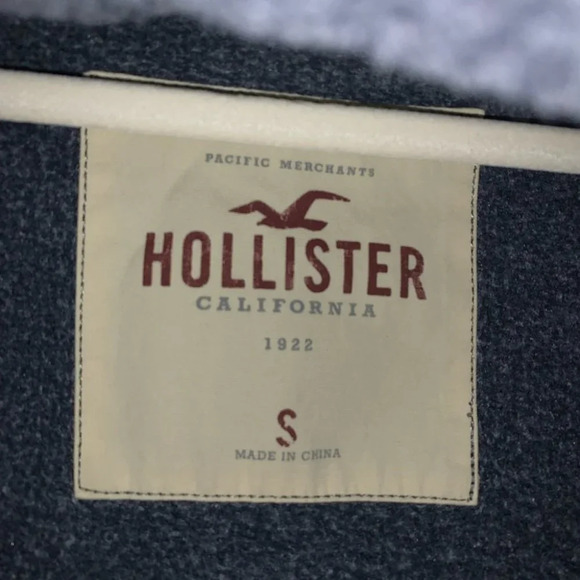 PACIFIC MERCHANTS
HOLLISTER
CALIFORNIA
1922
S
MADE IN CHINA